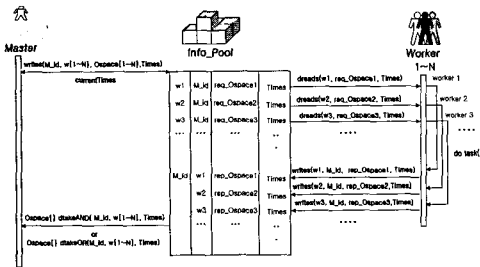 Master
Info_Pool
Worker
1~N
writes(M_id, w[1~N], Ospace[1~N],Times)
currentTimes
w1 M_id req_Ospace1 Times
w2 M_id req_Ospace2 Times
w3 M_id req_Ospace3 Times
dreads(w1, req_Ospace1, Times)
dreads(w2, req_Ospace2, Times)
dreads(w3, req_Ospace3, Times)
worker 1
worker 2
worker 3
do task(
M_id w1 rep_Ospace1 Times
w2 rep_Ospace2 Times
w3 rep_Ospace3 Times
writes(w1, M_id, rep_Ospace1, Times)
writes(w2, M_id, rep_Ospace2,Times)
writes(w3, M_id, rep_Ospace3,Times)
Ospace[] dtakeAND( M_id, w[1~N], Times)
or
Ospace[] dtakeOR(M_id, w[1~N], Times)